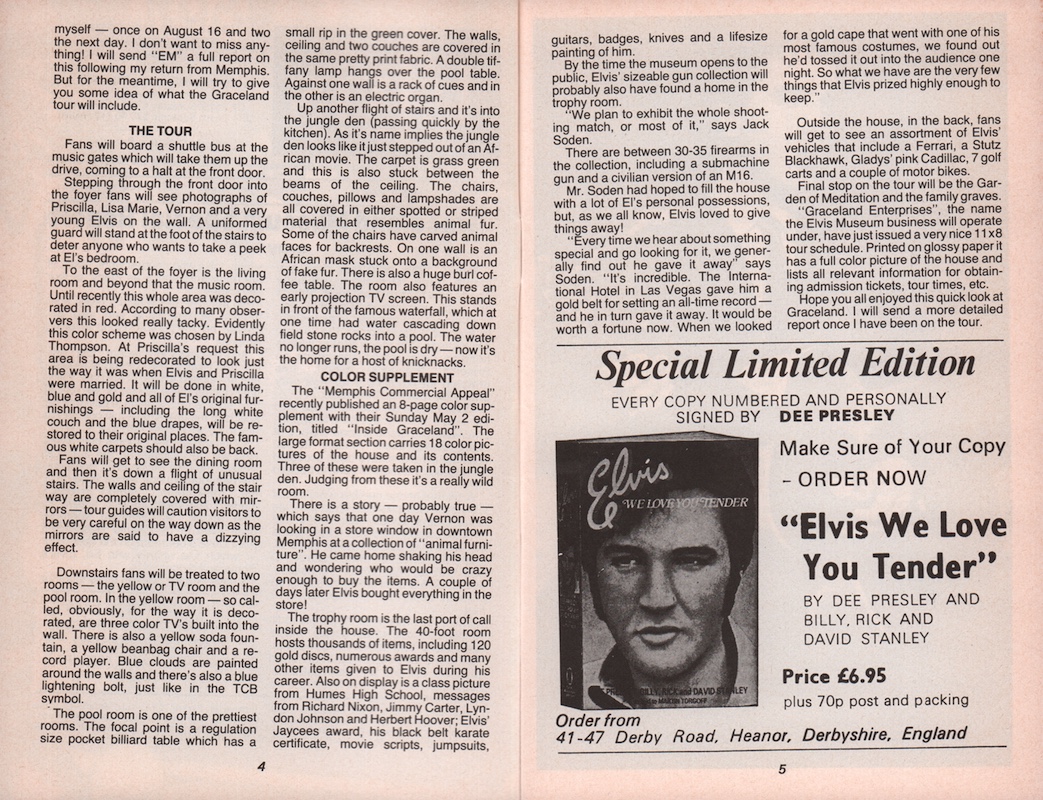 myself — once on August 16 and two
the next day. I don't want to miss any-
thing! I will send "EM" a full report on
this following my return from Memphis.
But for the meantime, I will try to give
you some idea of what the Graceland
tour will include.
THE TOUR
Fans will board a shuttle bus at the
music gates which will take them up the
drive, coming to a halt at the front door.
Stepping through the front door into
the foyer fans will see photographs of
Priscilla, Lisa Marie, Vernon and a very
young Elvis on the wall. A uniformed
guard will stand at the foot of the stairs to
deter anyone who wants to take a peek
at El's bedroom.
To the east of the foyer is the living
room and beyond that the music room.
Until recently this whole area was deco-
rated in red. According to many obser-
vers this looked really tacky. Evidently
this color scheme was chosen by Linda
Thompson. At Priscilla's request this
area is being redecorated to look just
the way it was when Elvis and Priscilla
were married. It will be done in white,
blue and gold and all of El's original fur-
nishings — including the long white
couch and the blue drapes, will be re-
stored to their original places. The fam-
ous white carpets should also be back.
Fans will get to see the dining room
and then it's down a flight of unusual
stairs. The walls and ceiling of the stair
way are completely covered with mir-
rors — tour guides will caution visitors to
be very careful on the way down as the
mirrors are said to have a dizzying
effect.
Downstairs fans will be treated to two
rooms — the yellow or TV room and the
pool room. In the yellow room — so cal-
led, obviously, for the way it is deco-
rated, are three color TV's built into the
wall. There is also a yellow soda foun-
tain, a yellow beanbag chair and a re-
cord player. Blue clouds are painted
around the walls and there's also a blue
lightening bolt, just like in the TCB
symbol.
The pool room is one of the prettiest
rooms. The focal point is a regulation
size pocket billiard table which has a
small rip in the green cover. The walls,
ceiling and two couches are covered in
the same pretty print fabric. A double tif-
fany lamp hangs over the pool table.
Against one wall is a rack of cues and in
the other is an electric organ.
Up another flight of stairs and it's into
the jungle den (passing quickly by the
kitchen). As it's name implies the jungle
den looks like it just stepped out of an Af-
rican movie. The carpet is grass green
and this is also stuck between the
beams of the ceiling. The chairs,
couches, pillows and lampshades are
all covered in either spotted or striped
material that resembles animal fur.
Some of the chairs have carved animal
faces for backrests. On one wall is an
African mask stuck onto a background
of fake fur. There is also a huge burl cof-
fee table. The room also features an
early projection TV screen. This stands
in front of the famous waterfall, which at
one time had water cascading down
field stone rocks into a pool. The water
no longer runs, the pool is dry — now it's
the home for a host of knicknacks.
COLOR SUPPLEMENT
The "Memphis Commercial Appeal"
recently published an 8-page color sup-
plement with their Sunday May 2 edi-
tion, titled "Inside Graceland". The
large format section carries 18 color pic-
tures of the house and its contents.
Three of these were taken in the jungle
den. Judging from these it's a really wild
room.
There is a story — probably true —
which says that one day Vernon was
looking in a store window in downtown
Memphis at a collection of "animal furni-
ture". He came home shaking his head
and wondering who would be crazy
enough to buy the items. A couple of
days later Elvis bought everything in the
store!
The trophy room is the last port of call
inside the house. The 40-foot room
hosts thousands of items, including 120
gold discs, numerous awards and many
other items given to Elvis during his
career. Also on display is a class picture
from Humes High School, messages
from Richard Nixon, Jimmy Carter, Lyn-
don Johnson and Herbert Hoover; Elvis'
Jaycees award, his black belt karate
certificate, movie scripts, jumpsuits,
4
guitars, badges, knives and a lifesize
painting of him.
By the time the museum opens to the
public, Elvis' sizeable gun collection will
probably also have found a home in the
trophy room.
"We plan to exhibit the whole shoot-
ing match, or most of it," says Jack
Soden.
There are between 30-35 firearms in
the collection, including a submachine
gun and a civilian version of an M16.
Mr. Soden had hoped to fill the house
with a lot of El's personal possessions,
but, as we all know, Elvis loved to give
things away!
"Every time we hear about something
special and go looking for it, we gener-
ally find out he gave it away" says
Soden. "It's incredible. The Interna-
tional Hotel in Las Vegas gave him a
gold belt for setting an all-time record —
and he in turn gave it away. It would be
worth a fortune now. When we looked
for a gold cape that went with one of his
most famous costumes, we found out
he'd tossed it out into the audience one
night. So what we have are the very few
things that Elvis prized highly enough to
keep."
Outside the house, in the back, fans
will get to see an assortment of Elvis'
vehicles that include a Ferrari, a Stutz
Blackhawk, Gladys' pink Cadillac, 7 golf
carts and a couple of motor bikes.
Final stop on the tour will be the Gar-
den of Meditation and the family graves.
"Graceland Enterprises", the name
the Elvis Museum business will operate
under, have just issued a very nice 11x8
tour schedule. Printed on glossy paper it
has a full color picture of the house and
lists all relevant information for obtain-
ing admission tickets, tour times, etc.
Hope you all enjoyed this quick look at
Graceland. I will send a more detailed
report once I have been on the tour.
Special Limited Edition
EVERY COPY NUMBERED AND PERSONALLY
SIGNED BY DEE PRESLEY
Elvis
WE LOVE YOU TENDER
BILLY, RICK and DAVID STANLEY
MARTIN TORGOFF
Make Sure of Your Copy
- ORDER NOW
"Elvis We Love
You Tender"
BY DEE PRESLEY AND
BILLY, RICK AND
DAVID STANLEY
Price £6.95
plus 70p post and packing
Order from
41-47 Derby Road, Heanor, Derbyshire, England
5